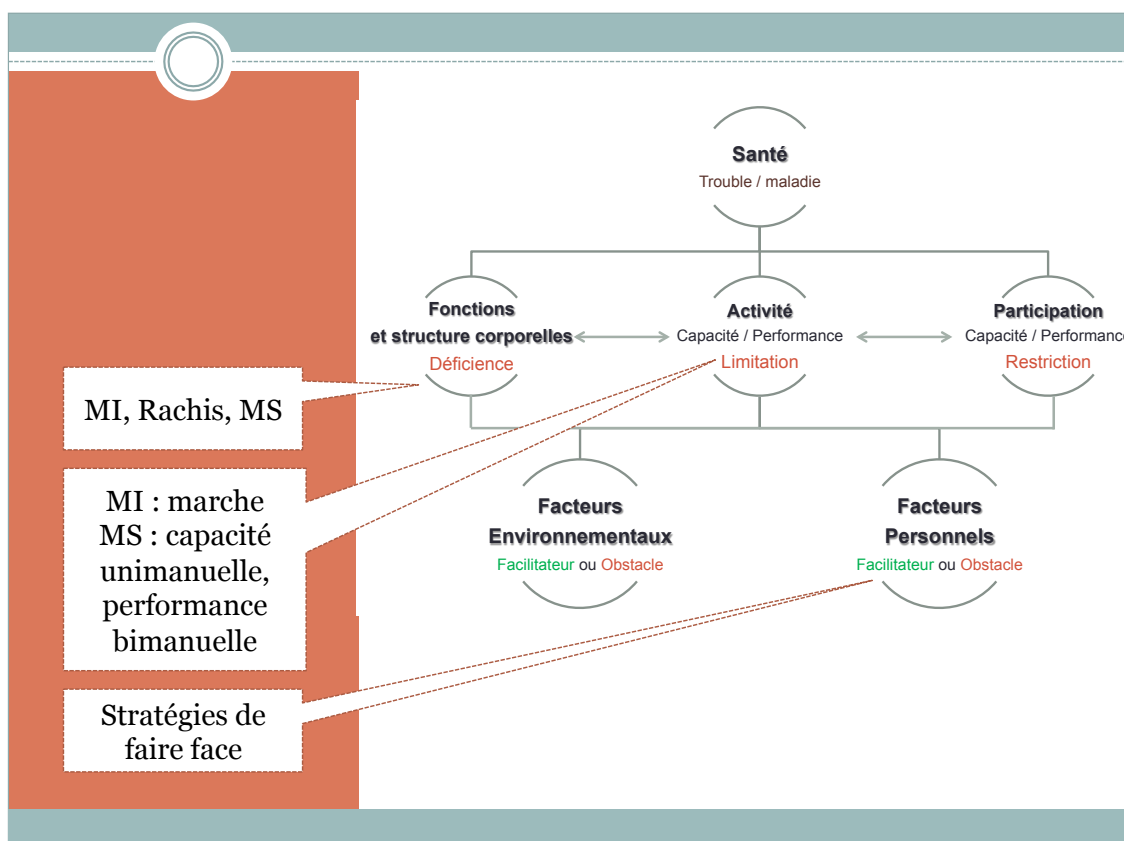 Santé
Trouble / maladie
Fonctions
et structure corporelles
Déficience
Activité
Capacité / Performance
Limitation
Participation
Capacité / Performance
Restriction
MI, Rachis, MS
MI : marche
MS : capacité
unimanuelle,
performance
bimanuelle
Facteurs
Environnementaux
Facilitateur ou Obstacle
Facteurs
Personnels
Facilitateur ou Obstacle
Stratégies de
faire face